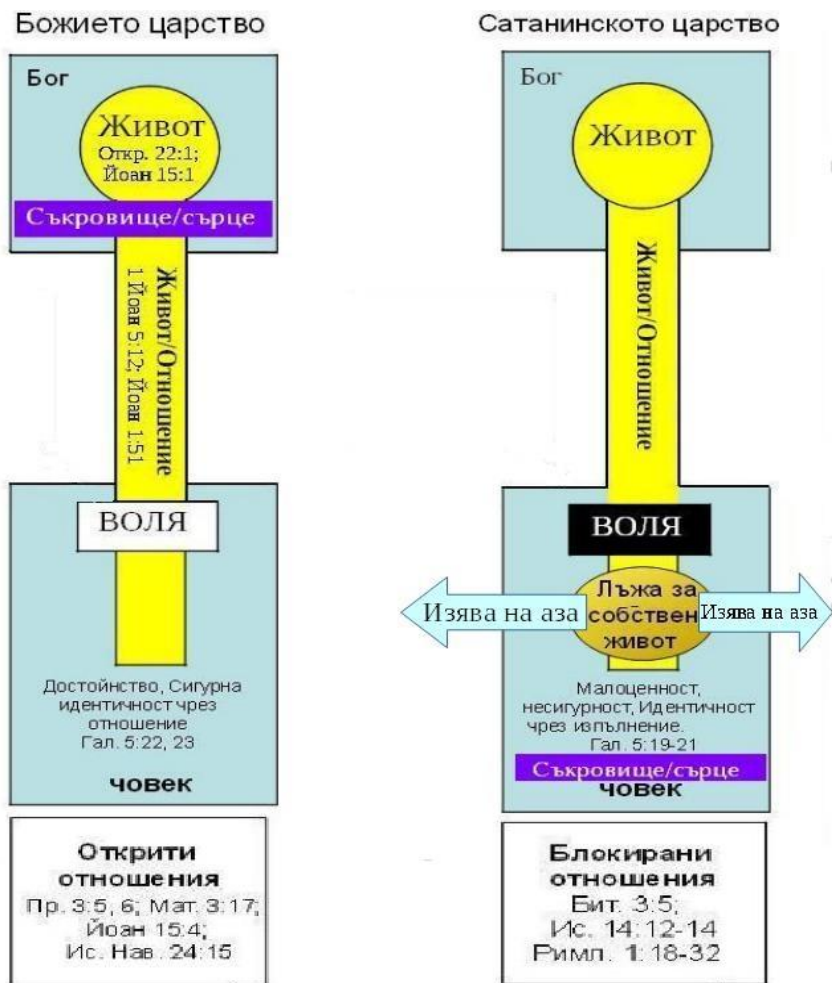 Божието царство
Бог
Живот
Откр. 22:1;
Йоан 15:1
Съкровище/сърце
Живот/Отношение
1 Йоан 5:12; Йоан 1:51
ВОЛЯ
Достойнство, Сигурна
идентичност чрез
отношение
Гал. 5:22, 23
човек
Открити
отношения
Пр. 3:5, 6; Мат. 3:17;
Йоан 15:4;
Ис. Нав. 24:15
Сатанинското царство
Бог
Живот
Живот/Отношение
ВОЛЯ
Изява на аза
Лъжа за
собствен
живот
Изява на аза
Малоценност,
несигурност, Идентичност
чрез изпълнение.
Гал. 5:19-21
Съкровище/сърце
човек
Блокирани
отношения
Бит. 3:5;
Ис. 14:12-14
Римл. 1:18-32